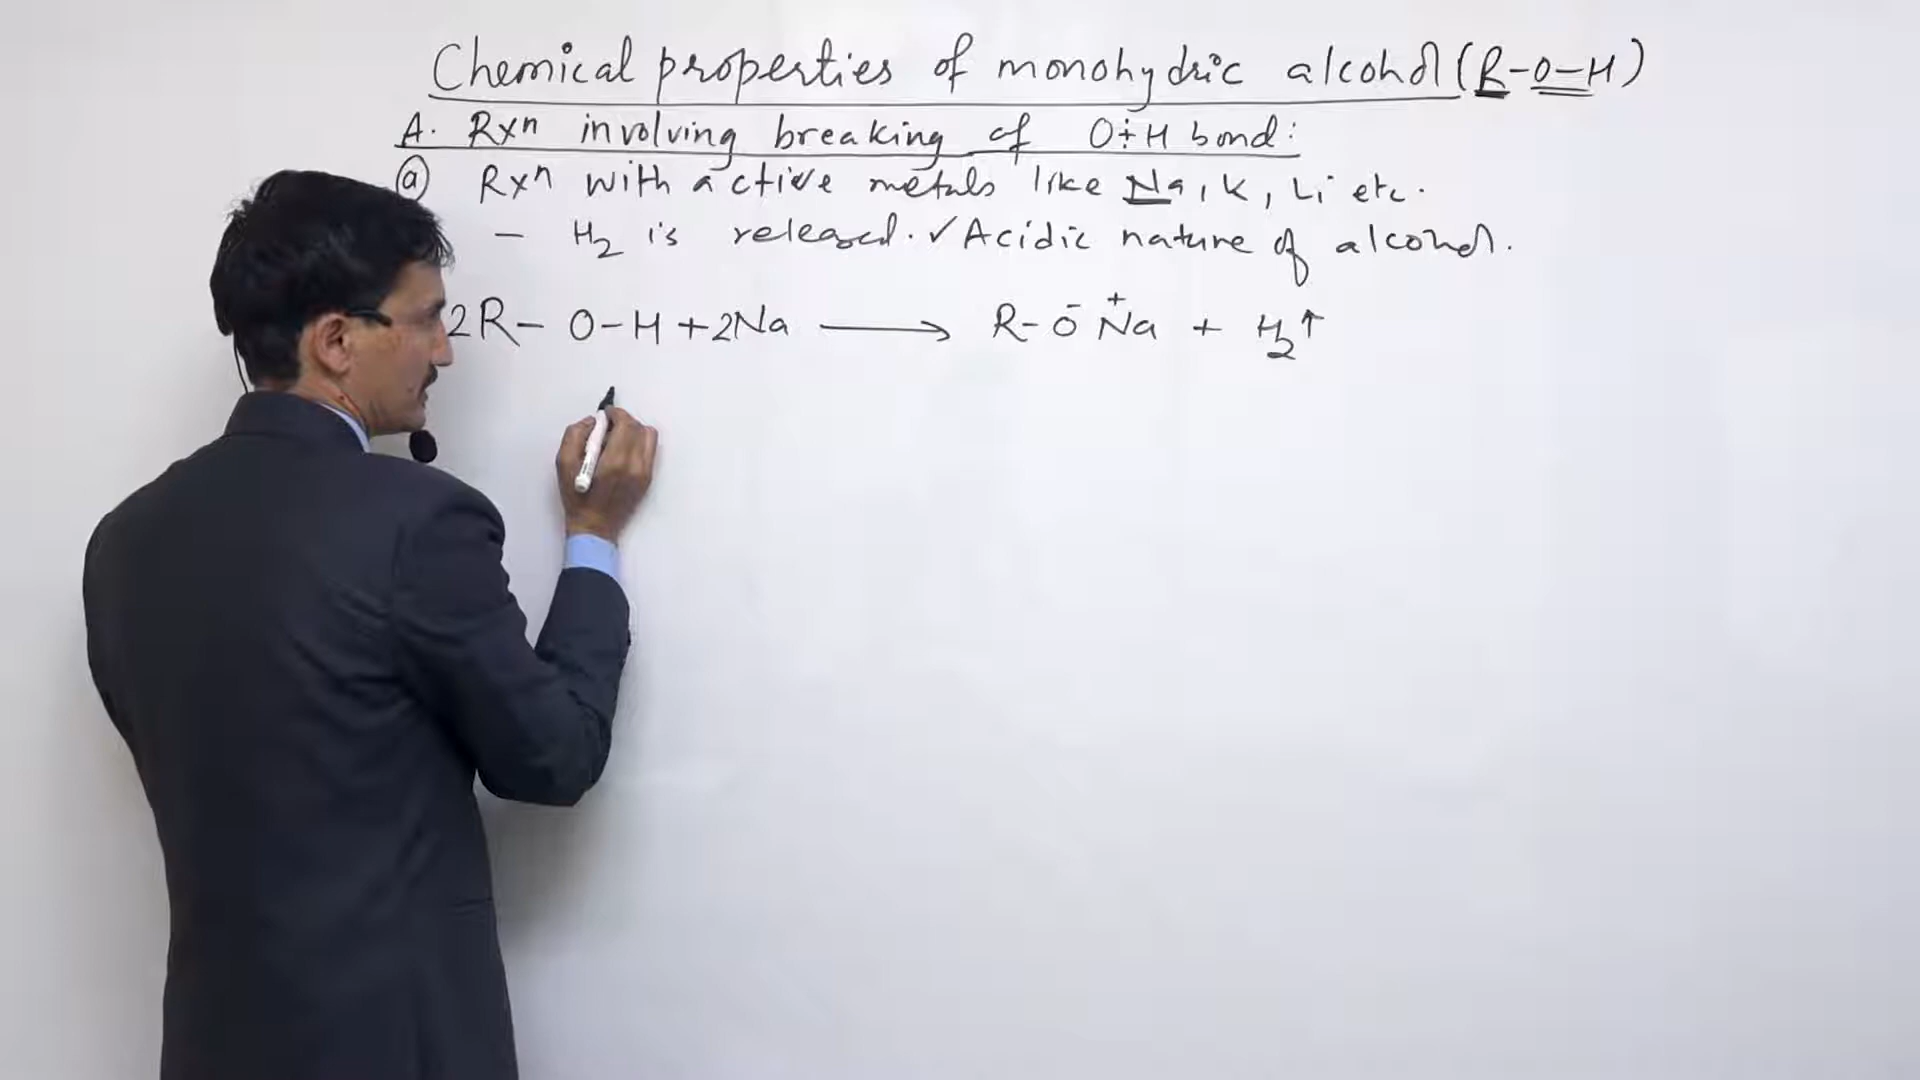 Chemical properties of monohydric alcohol (R-O-H)
A. Rxⁿ involving breaking of O÷H bond:
ⓐ Rxⁿ with active metals like Na, K, Li etc.
- H₂ is released. ✓ Acidic nature of alcohol.
2R-O-H + 2Na ⟶ R-O⁻ Na⁺ + H₂↑